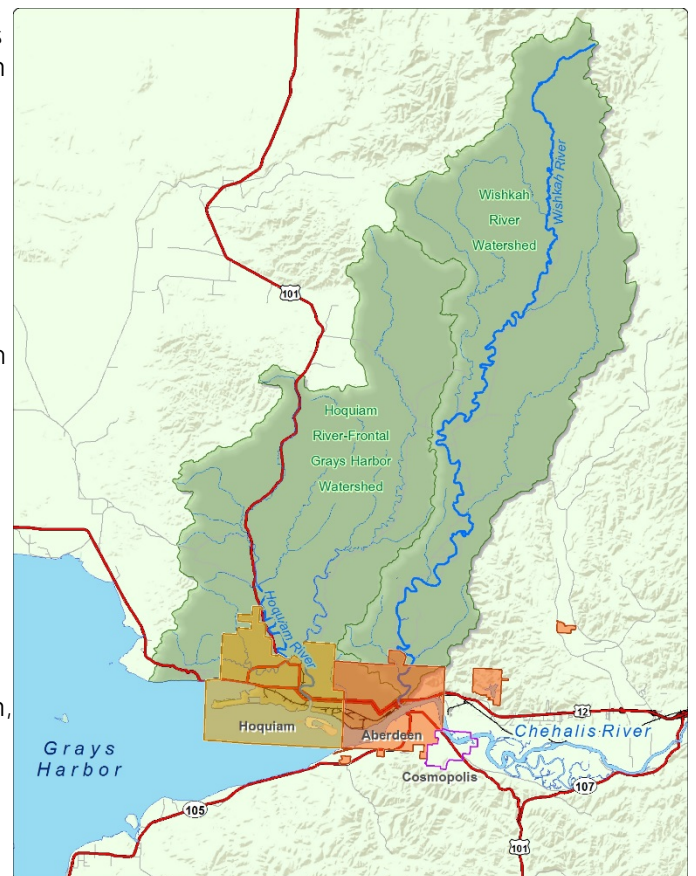 s
n
Wishkah
River
Watershed
Wishkah River
101
n
Hoquiam
River-Frontal
Grays Harbor
Watershed
Hoquiam River
n,
Hoquiam
Aberdeen
12
Chehalis River
Grays
Harbor
Cosmopolis
105
107
101